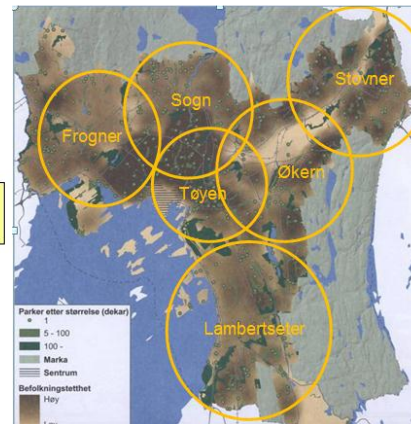 Stovner
Sogn
Frogner
Økern
Tøyen
Lambertseter
Parker etter størrelse (dekar)
1
5 - 100
100 -
Marka
Sentrum
Befolkningstetthet
Høy